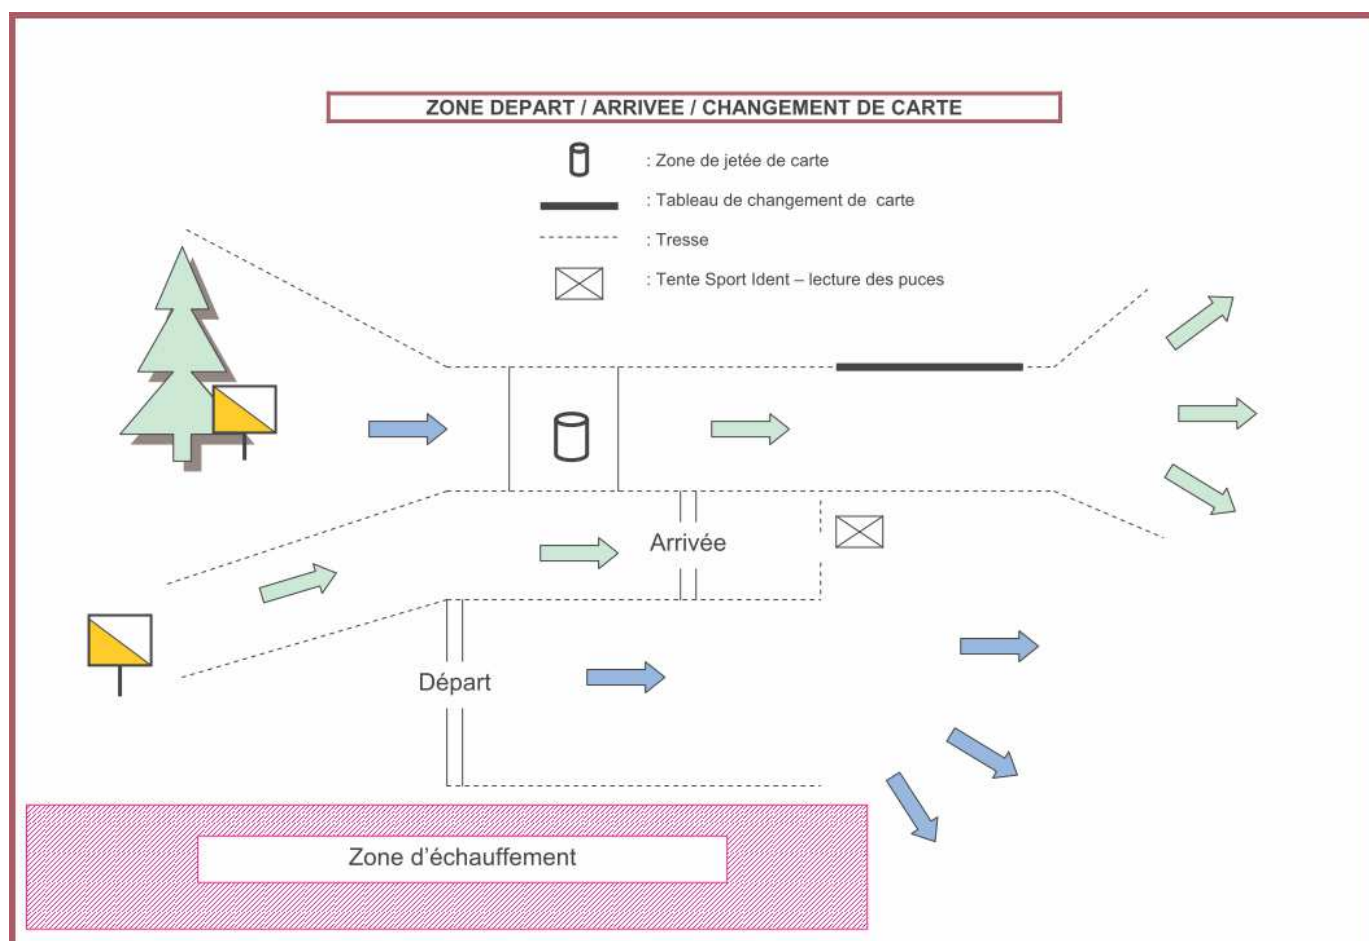 ZONE DEPART / ARRIVEE / CHANGEMENT DE CARTE
: Zone de jetée de carte
: Tableau de changement de  carte
: Tresse
: Tente Sport Ident – lecture des puces
Arrivée
Départ
Zone d'échauffement